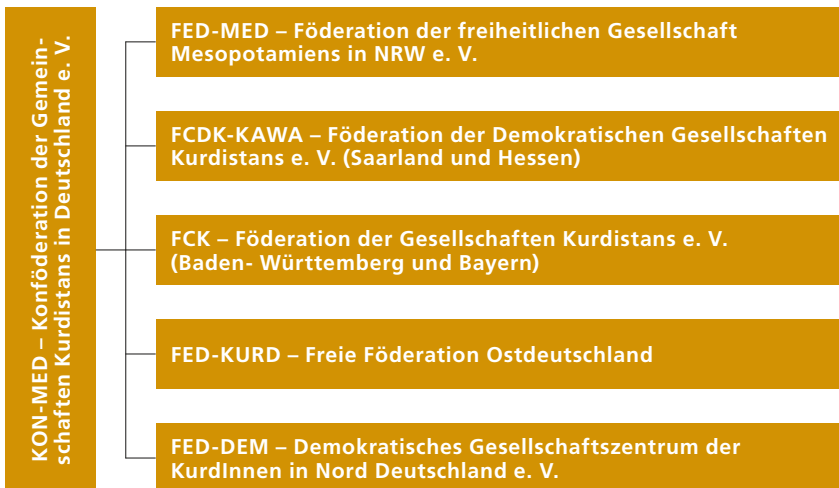 KON-MED – Konföderation der Gemein-
schaften Kurdistans in Deutschland e. V.
FED-MED – Föderation der freiheitlichen Gesellschaft
Mesopotamiens in NRW e. V.
FCDK-KAWA – Föderation der Demokratischen Gesellschaften
Kurdistans e. V. (Saarland und Hessen)
FCK – Föderation der Gesellschaften Kurdistans e. V.
(Baden- Württemberg und Bayern)
FED-KURD – Freie Föderation Ostdeutschland
FED-DEM – Demokratisches Gesellschaftszentrum der
KurdInnen in Nord Deutschland e. V.